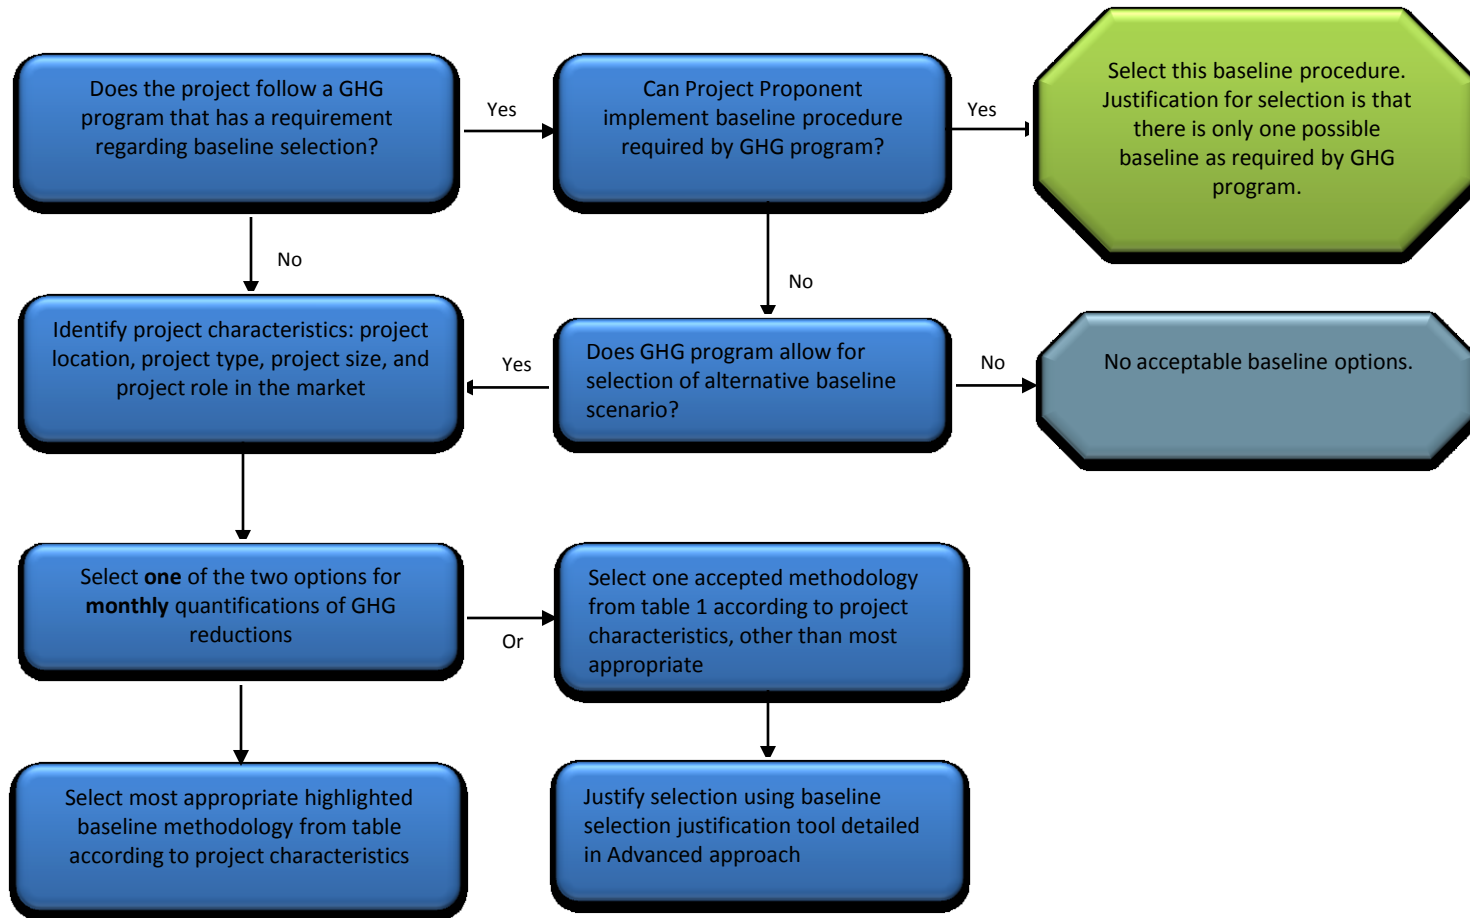 Does the project follow a GHG
program that has a requirement
regarding baseline selection?
Yes
Can Project Proponent
implement baseline procedure
required by GHG program?
Yes
Select this baseline procedure.
Justification for selection is that
there is only one possible
baseline as required by GHG
program.
No
No
Identify project characteristics: project
location, project type, project size, and
project role in the market
Yes
Does GHG program allow for
selection of alternative baseline
scenario?
No
No acceptable baseline options.
Select one of the two options for
monthly quantifications of GHG
reductions
Or
Select one accepted methodology
from table 1 according to project
characteristics, other than most
appropriate
Select most appropriate highlighted
baseline methodology from table
according to project characteristics
Justify selection using baseline
selection justification tool detailed
in Advanced approach